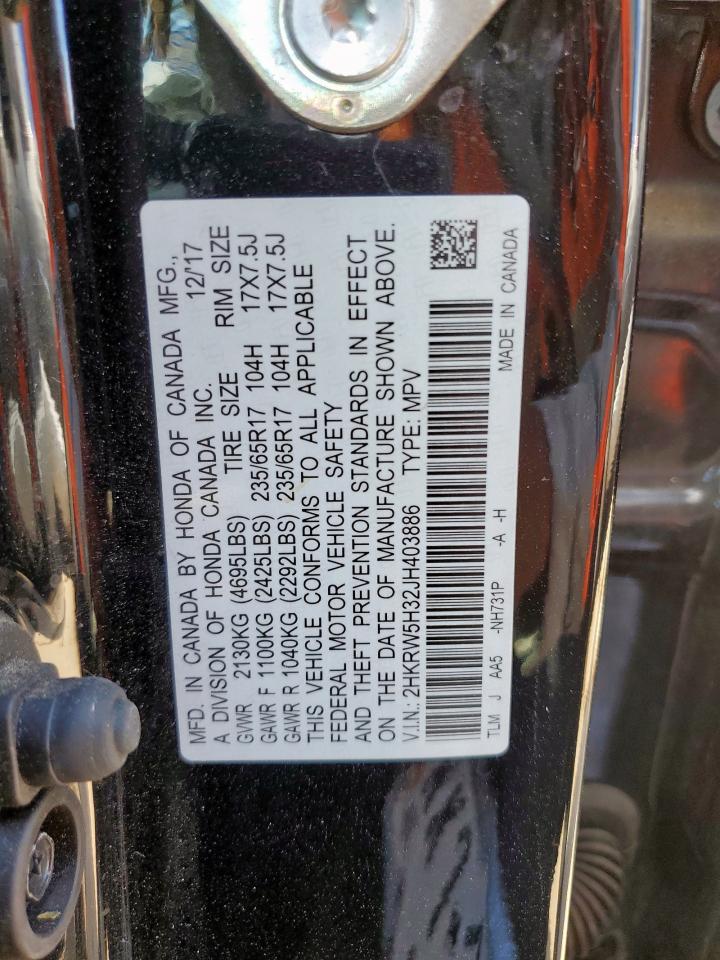 MFD. IN CANADA BY HONDA OF CANADA MFG.,
A DIVISION OF HONDA CANADA INC. 12/'17
GVWR 2130KG (4695LBS) TIRE SIZE RIM SIZE
GAWR F 1100KG (2425LBS) 235/65R17 104H 17X7.5J
GAWR R 1040KG (2292LBS) 235/65R17 104H 17X7.5J
THIS VEHICLE CONFORMS TO ALL APPLICABLE
FEDERAL MOTOR VEHICLE SAFETY
AND THEFT PREVENTION STANDARDS IN EFFECT
ON THE DATE OF MANUFACTURE SHOWN ABOVE.
V.I.N.: 2HKRW5H32JH403886 TYPE: MPV
TLM J AA5 -NH731P -A -H MADE IN CANADA